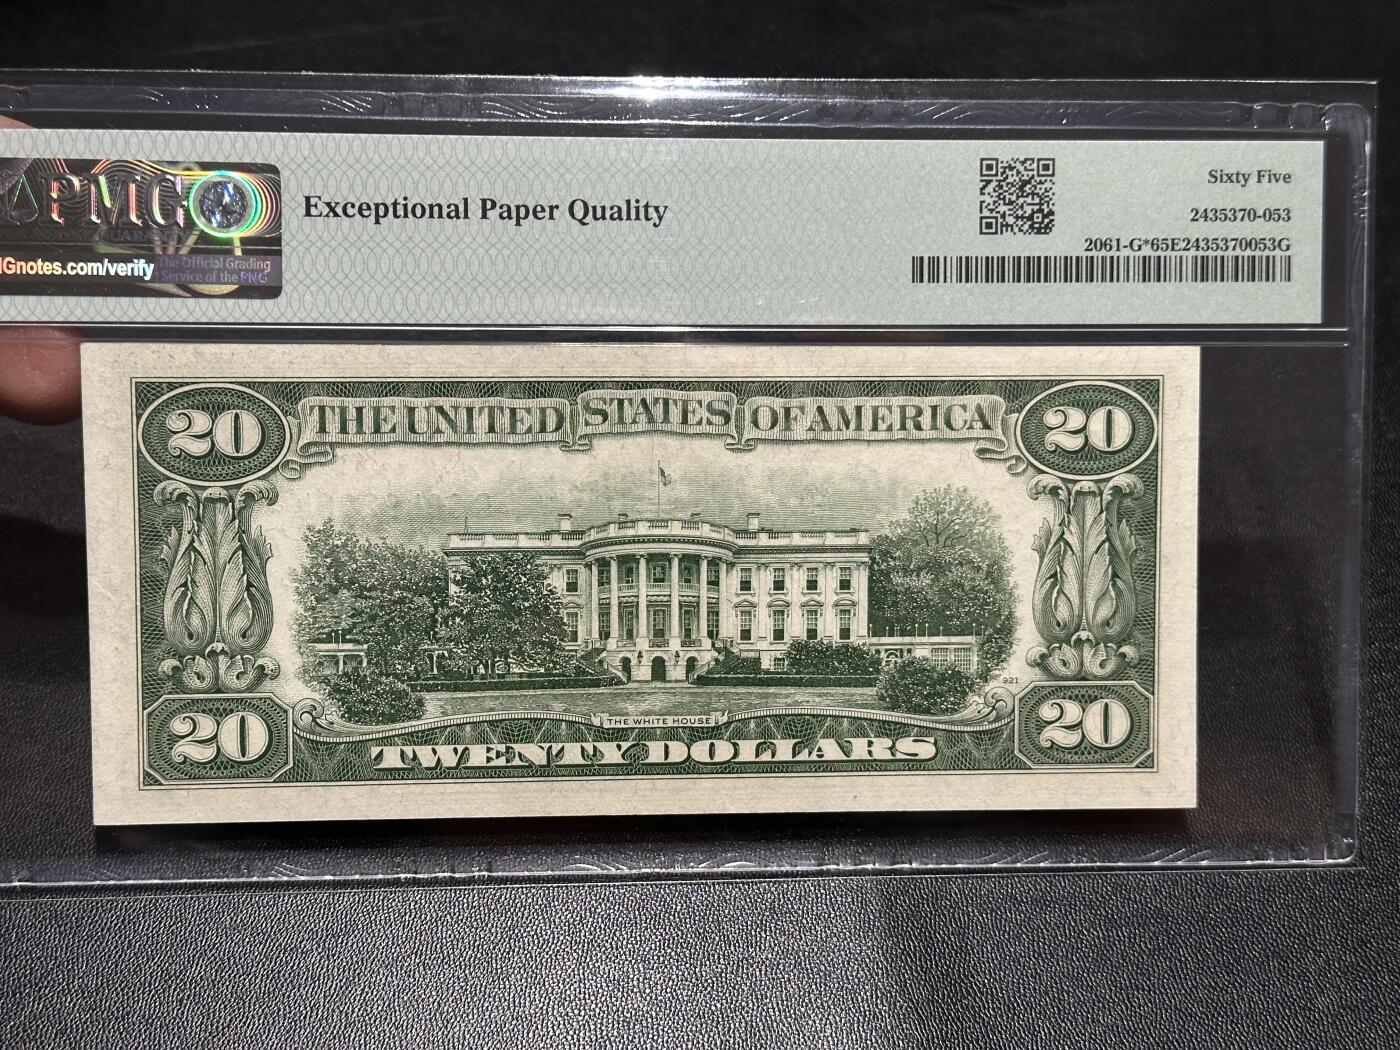 PMG
Gnotes.com/verify
The Official Grading
Service of the PNG
Exceptional Paper Quality
Sixty Five
2435370-053
2061-G*65E2435370053G
THE UNITED STATES OF AMERICA
20
20
921
THE WHITE HOUSE
20
TWENTY DOLLARS
20